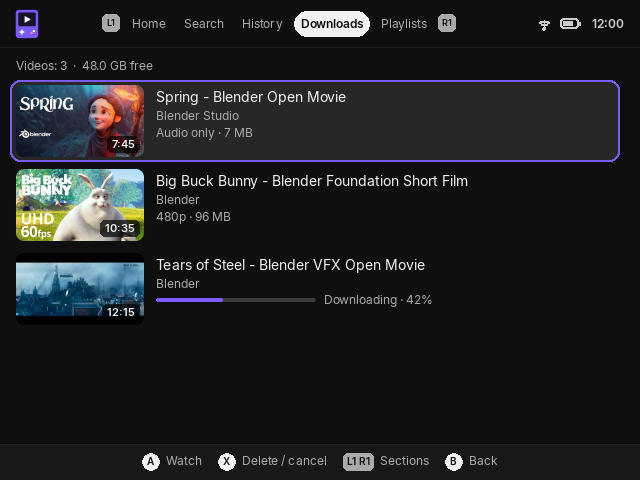 L1 Home Search History Downloads Playlists R1 12:00
Videos: 3 · 48.0 GB free
SPRING
blender
7:45
Spring - Blender Open Movie
Blender Studio
Audio only · 7 MB
Big Buck
BUNNY
UHD
60fps
10:35
Big Buck Bunny - Blender Foundation Short Film
Blender
480p · 96 MB
12:15
Tears of Steel - Blender VFX Open Movie
Blender
Downloading · 42%
A Watch X Delete / cancel L1 R1 Sections B Back